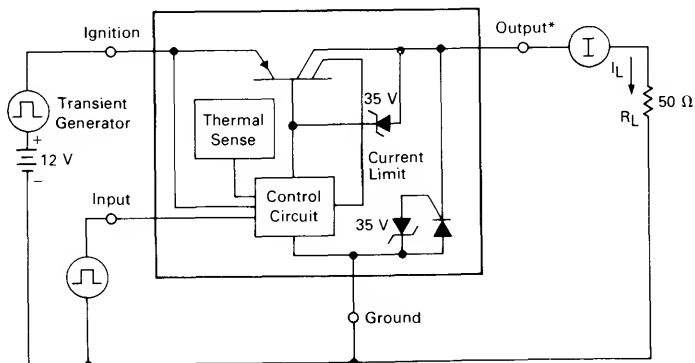 Ignition
Output*
I
I_L
50 Ω
R_L
Transient
Generator
+
12 V
−
35 V
Thermal
Sense
Current
Limit
Input
Control
Circuit
35 V
Ground